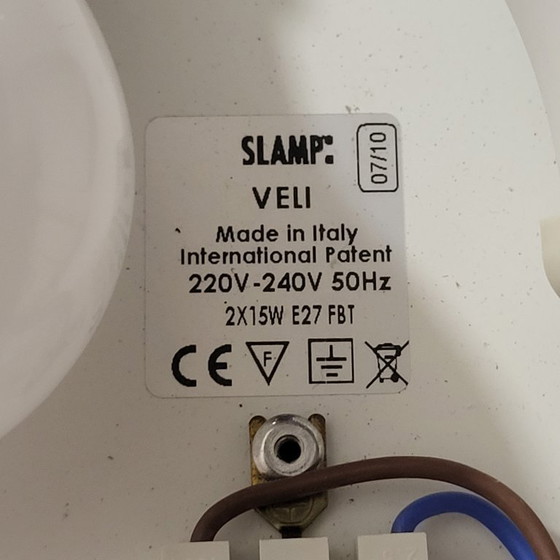 SLAMP
07/10
VELI
Made in Italy
International Patent
220V-240V 50Hz
2X15W E27 FBT
CE F